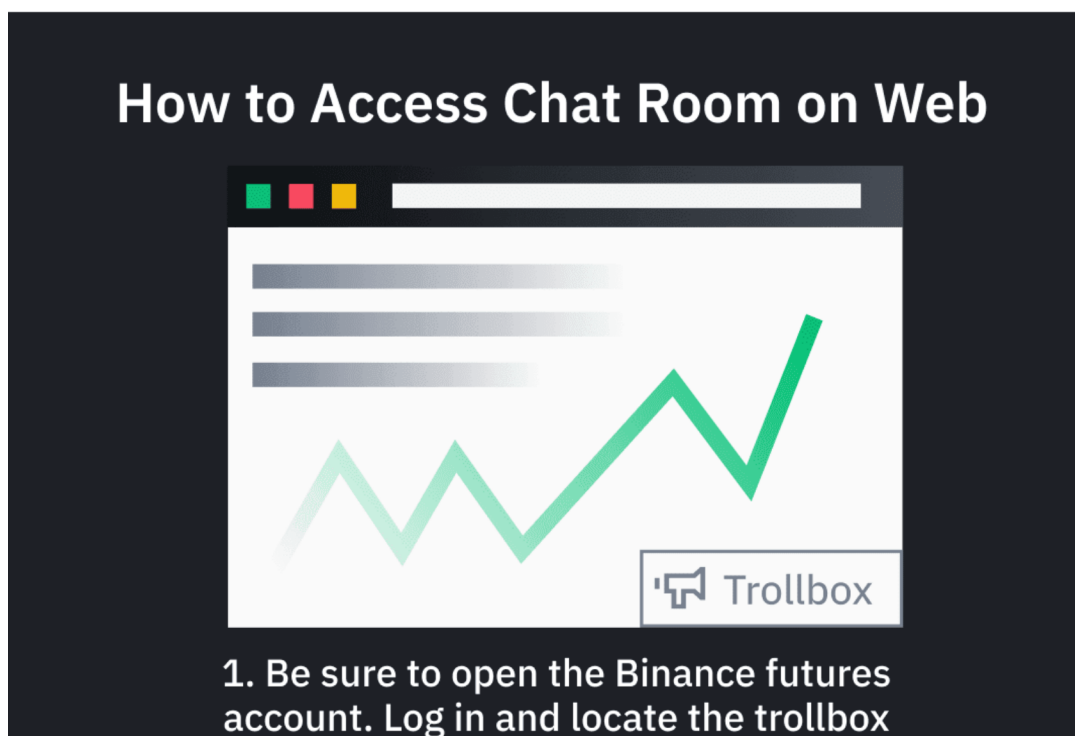 How to Access Chat Room on Web
Trollbox
1. Be sure to open the Binance futures
account. Log in and locate the trollbox